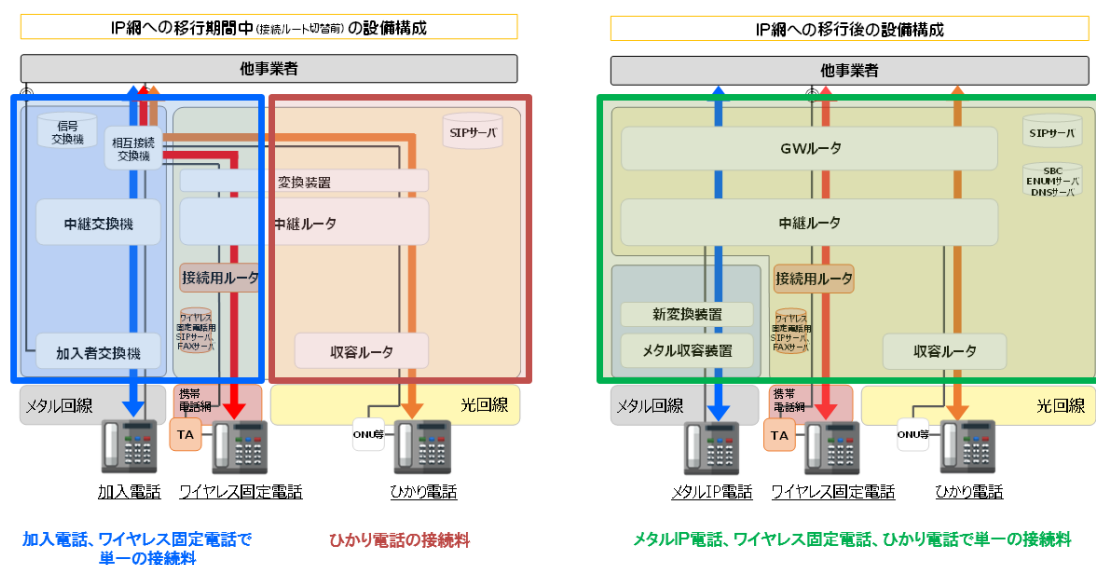 IP網への移行期間中(接続ルート切替前)の設備構成
他事業者
信号
交換機
相互接続
交換機
SIPサーバ
変換装置
中継交換機
中継ルータ
接続用ルータ
ワイヤレス
固定電話用
SIPサーバ、
FAXサーバ
加入者交換機
収容ルータ
メタル回線
携帯
電話網
光回線
TA
ONU等
加入電話
ワイヤレス固定電話
ひかり電話
加入電話、ワイヤレス固定電話で
単一の接続料
ひかり電話の接続料
IP網への移行後の設備構成
他事業者
GWルータ
SIPサーバ
SBC
ENUMサーバ
DNSサーバ
中継ルータ
接続用ルータ
新変換装置
ワイヤレス
固定電話用
SIPサーバ、
FAXサーバ
メタル収容装置
収容ルータ
メタル回線
携帯
電話網
光回線
TA
ONU等
メタルIP電話
ワイヤレス固定電話
ひかり電話
メタルIP電話、ワイヤレス固定電話、ひかり電話で単一の接続料